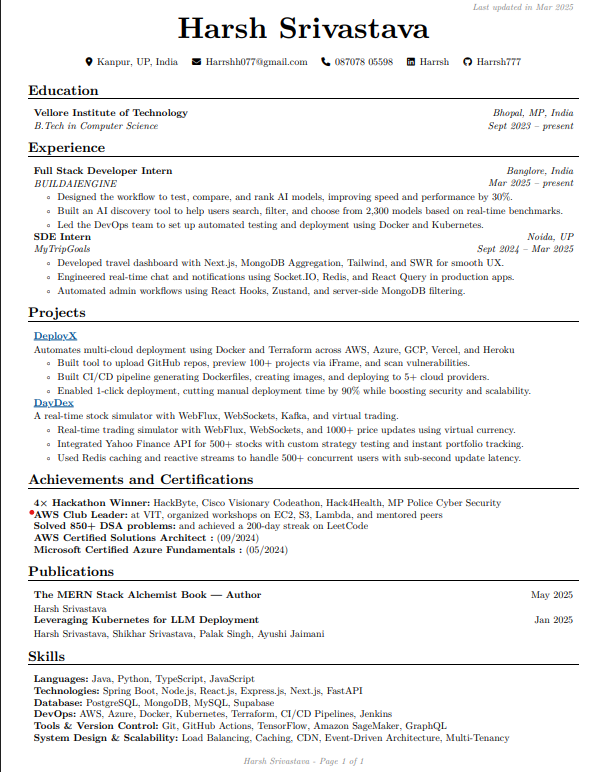 Last updated in Mar 2025
Harsh Srivastava
Kanpur, UP, India Harrshh077@gmail.com 087078 05598 Harrsh Harrsh777
Education
Vellore Institute of Technology Bhopal, MP, India
B.Tech in Computer Science Sept 2023 – present
Experience
Full Stack Developer Intern Banglore, India
BUILDAIENGINE Mar 2025 – present
◦ Designed the workflow to test, compare, and rank AI models, improving speed and performance by 30%.
◦ Built an AI discovery tool to help users search, filter, and choose from 2,300 models based on real-time benchmarks.
◦ Led the DevOps team to set up automated testing and deployment using Docker and Kubernetes.
SDE Intern Noida, UP
MyTripGoals Sept 2024 – Mar 2025
◦ Developed travel dashboard with Next.js, MongoDB Aggregation, Tailwind, and SWR for smooth UX.
◦ Engineered real-time chat and notifications using Socket.IO, Redis, and React Query in production apps.
◦ Automated admin workflows using React Hooks, Zustand, and server-side MongoDB filtering.
Projects
DeployX
Automates multi-cloud deployment using Docker and Terraform across AWS, Azure, GCP, Vercel, and Heroku
◦ Built tool to upload GitHub repos, preview 100+ projects via iFrame, and scan vulnerabilities.
◦ Built CI/CD pipeline generating Dockerfiles, creating images, and deploying to 5+ cloud providers.
◦ Enabled 1-click deployment, cutting manual deployment time by 90% while boosting security and scalability.
DayDex
A real-time stock simulator with WebFlux, WebSockets, Kafka, and virtual trading.
◦ Real-time trading simulator with WebFlux, WebSockets, and 1000+ price updates using virtual currency.
◦ Integrated Yahoo Finance API for 500+ stocks with custom strategy testing and instant portfolio tracking.
◦ Used Redis caching and reactive streams to handle 500+ concurrent users with sub-second update latency.
Achievements and Certifications
4× Hackathon Winner: HackByte, Cisco Visionary Codeathon, Hack4Health, MP Police Cyber Security
AWS Club Leader: at VIT, organized workshops on EC2, S3, Lambda, and mentored peers
Solved 850+ DSA problems: and achieved a 200-day streak on LeetCode
AWS Certified Solutions Architect : (09/2024)
Microsoft Certified Azure Fundamentals : (05/2024)
Publications
The MERN Stack Alchemist Book — Author May 2025
Harsh Srivastava
Leveraging Kubernetes for LLM Deployment Jan 2025
Harsh Srivastava, Shikhar Srivastava, Palak Singh, Ayushi Jaimani
Skills
Languages: Java, Python, TypeScript, JavaScript
Technologies: Spring Boot, Node.js, React.js, Express.js, Next.js, FastAPI
Database: PostgreSQL, MongoDB, MySQL, Supabase
DevOps: AWS, Azure, Docker, Kubernetes, Terraform, CI/CD Pipelines, Jenkins
Tools & Version Control: Git, GitHub Actions, TensorFlow, Amazon SageMaker, GraphQL
System Design & Scalability: Load Balancing, Caching, CDN, Event-Driven Architecture, Multi-Tenancy
Harsh Srivastava - Page 1 of 1